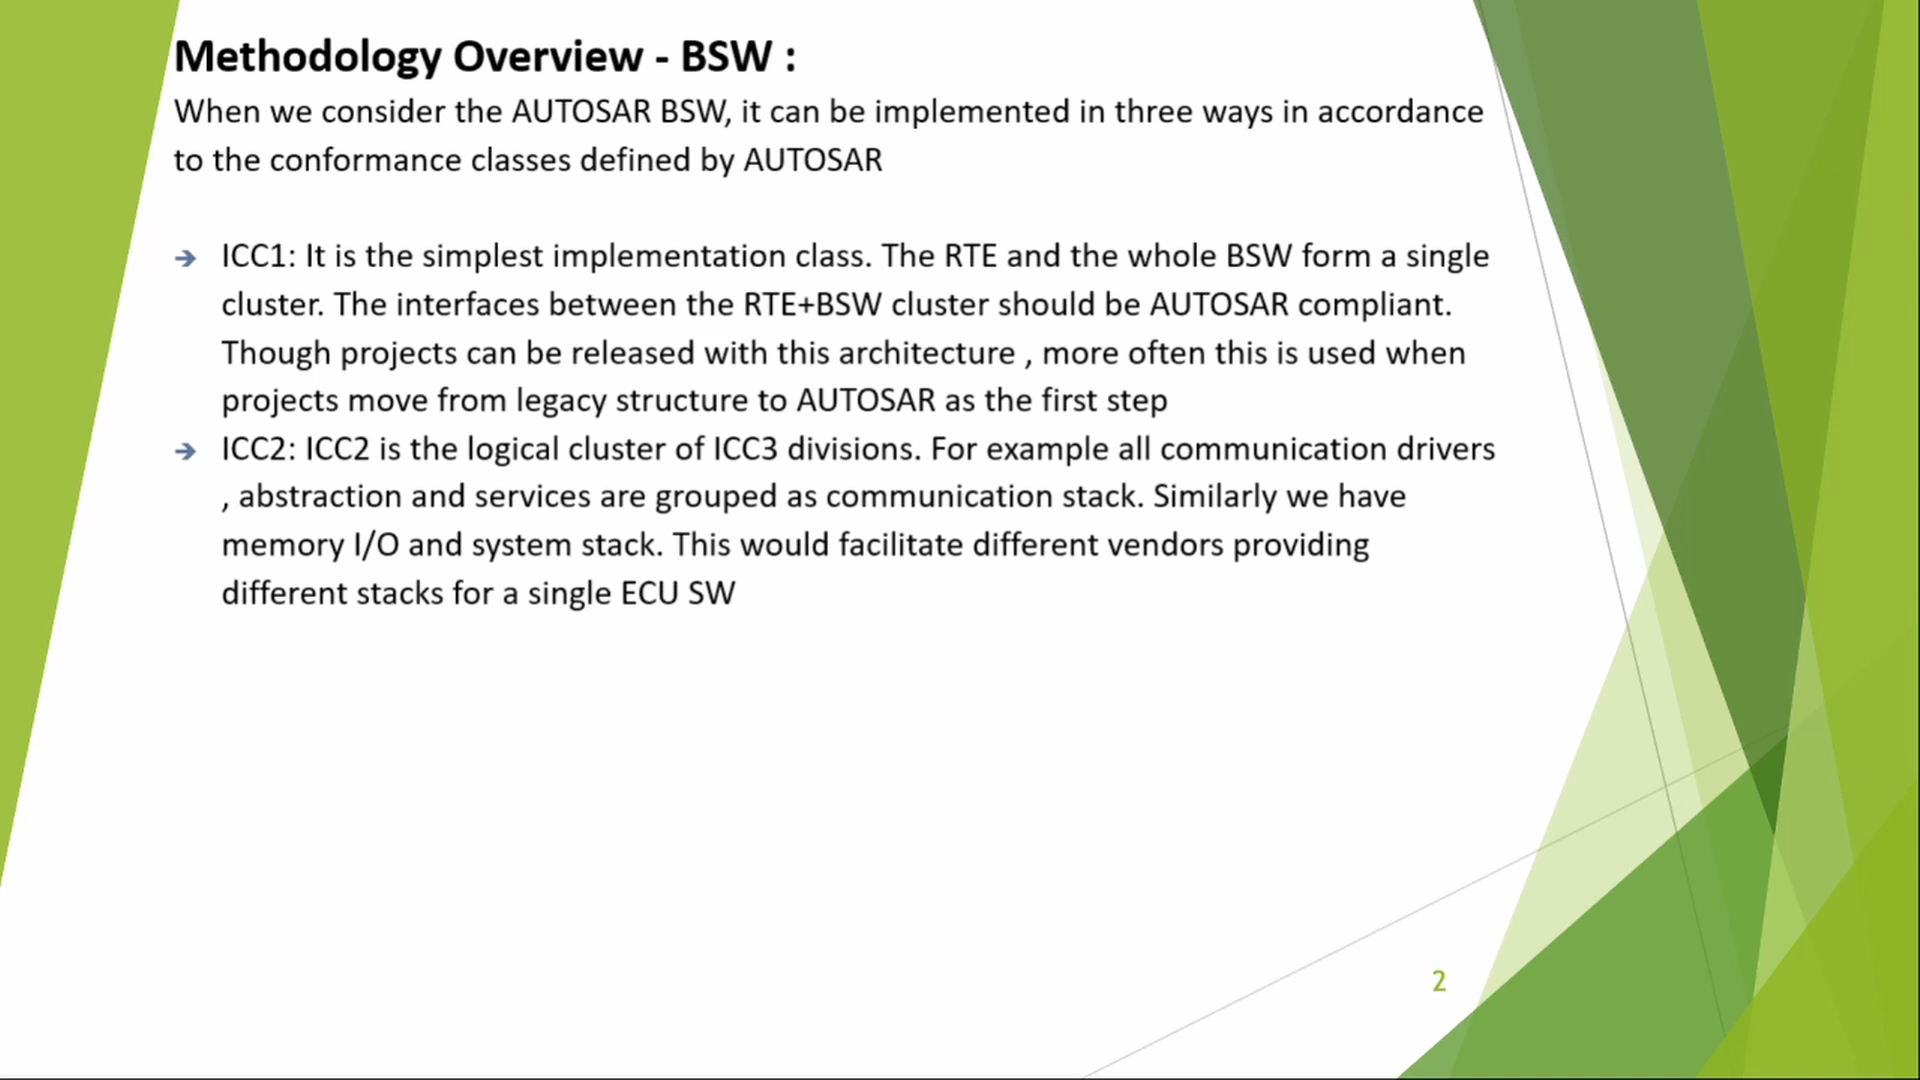 Methodology Overview - BSW :
When we consider the AUTOSAR BSW, it can be implemented in three ways in accordance
to the conformance classes defined by AUTOSAR
ICC1: It is the simplest implementation class. The RTE and the whole BSW form a single
cluster. The interfaces between the RTE+BSW cluster should be AUTOSAR compliant.
Though projects can be released with this architecture , more often this is used when
projects move from legacy structure to AUTOSAR as the first step
ICC2: ICC2 is the logical cluster of ICC3 divisions. For example all communication drivers
, abstraction and services are grouped as communication stack. Similarly we have
memory I/O and system stack. This would facilitate different vendors providing
different stacks for a single ECU SW
2